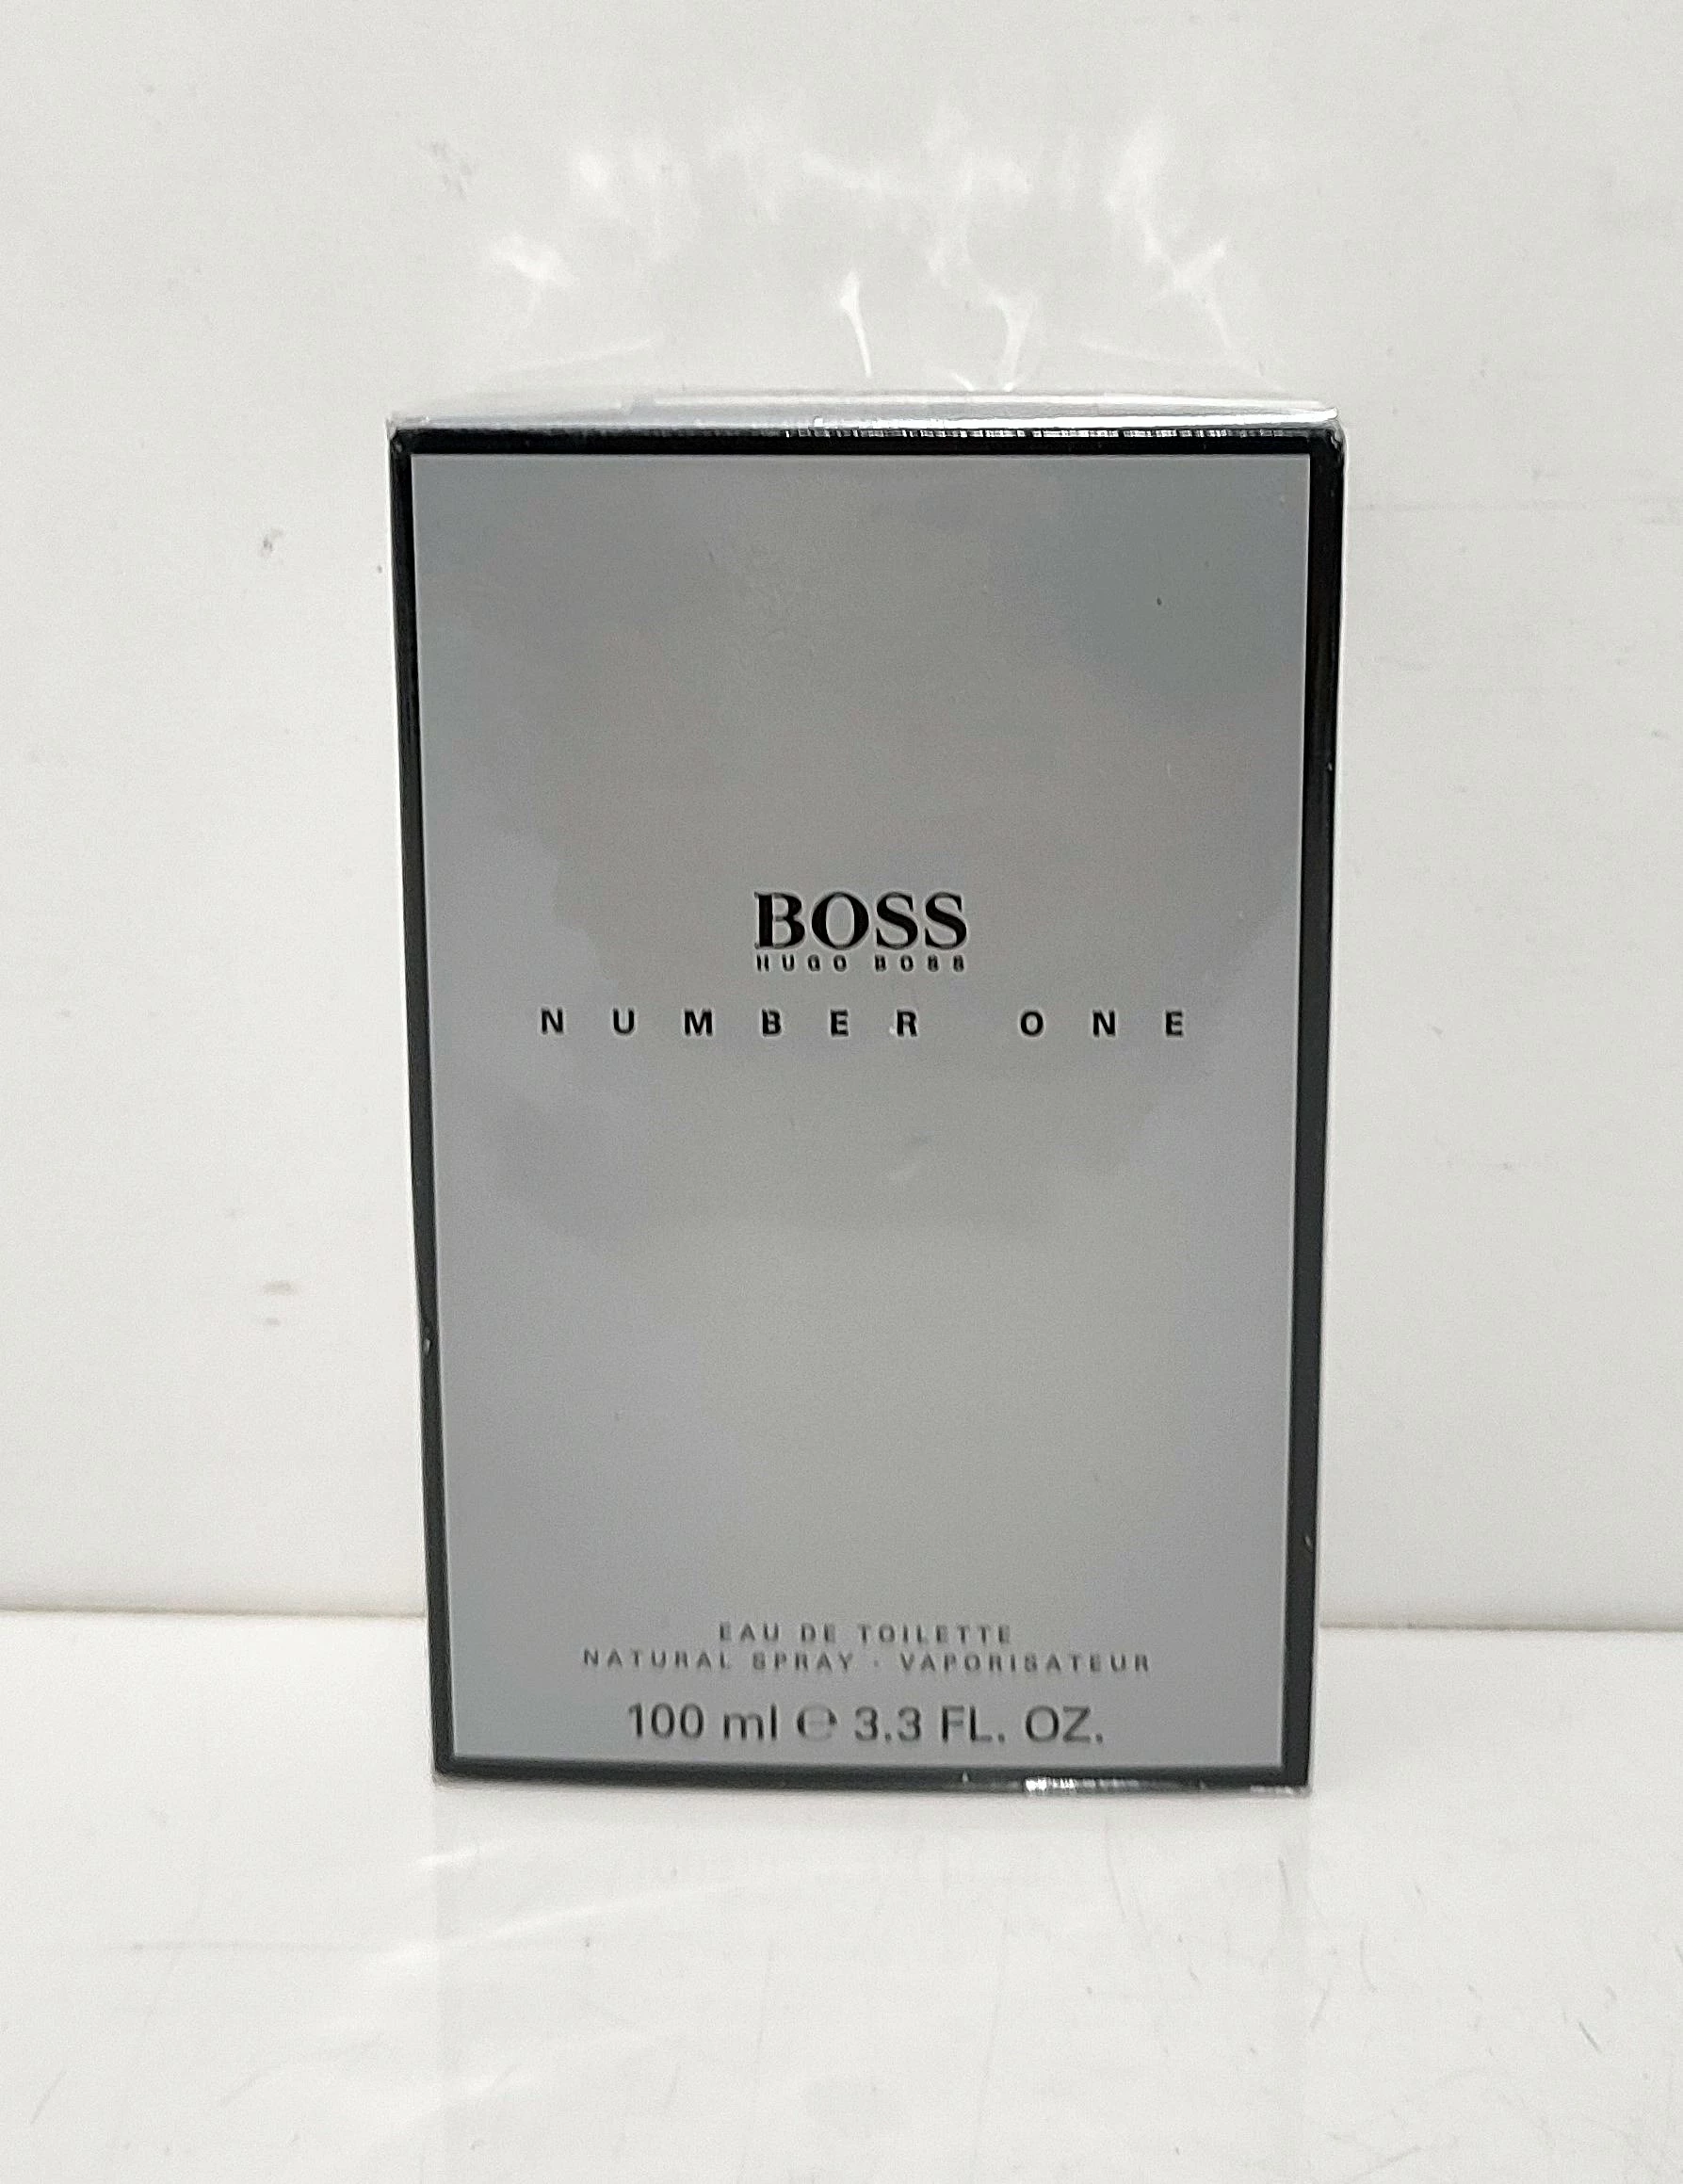 BOSS
HUGO BOSS
NUMBER ONE
EAU DE TOILETTE
NATURAL SPRAY · VAPORISATEUR
100 ml ℮ 3.3 FL. OZ.